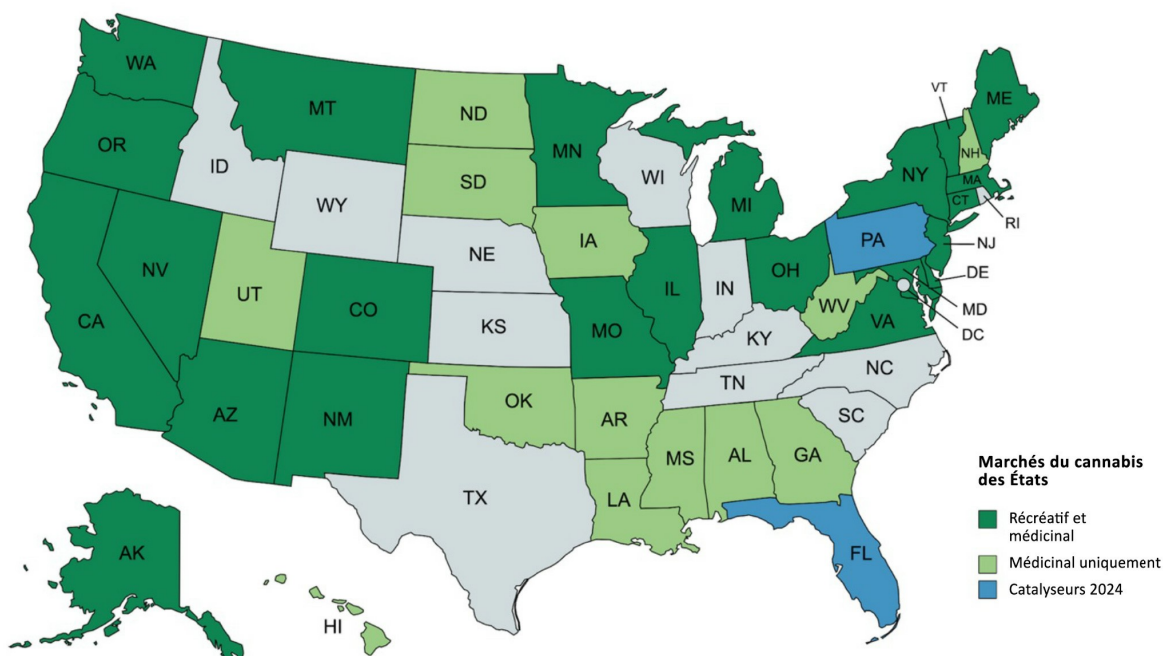 WA
MT
ND
MN
VT
ME
OR
ID
SD
WI
NY
NH
MA
WY
MI
CT
RI
IA
PA
NJ
NE
NV
OH
UT
IL
IN
DE
CO
WV
MD
CA
KS
MO
VA
DC
KY
NC
TN
AZ
OK
NM
AR
SC
MS
AL
GA
TX
LA
FL
AK
HI
Marchés du cannabis
des États
Récréatif et
médicinal
Médicinal uniquement
Catalyseurs 2024